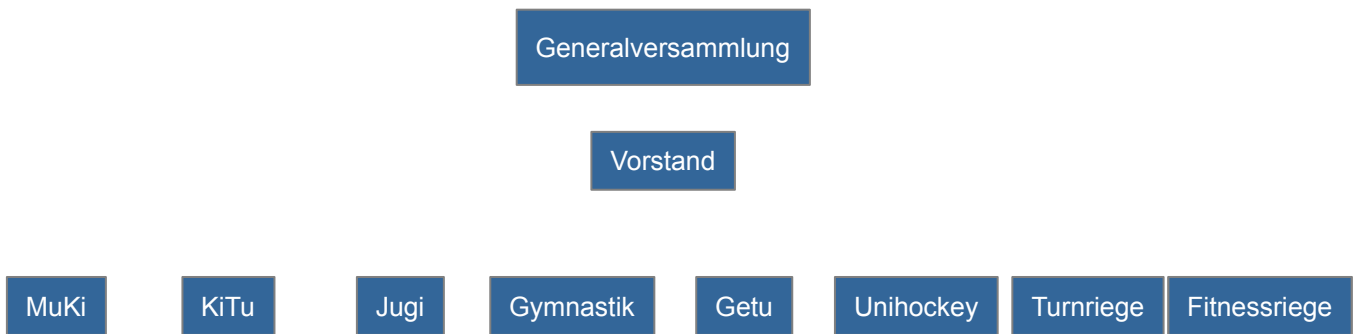 Generalversammlung
Vorstand
MuKi
KiTu
Jugi
Gymnastik
Getu
Unihockey
Turnriege
Fitnessriege